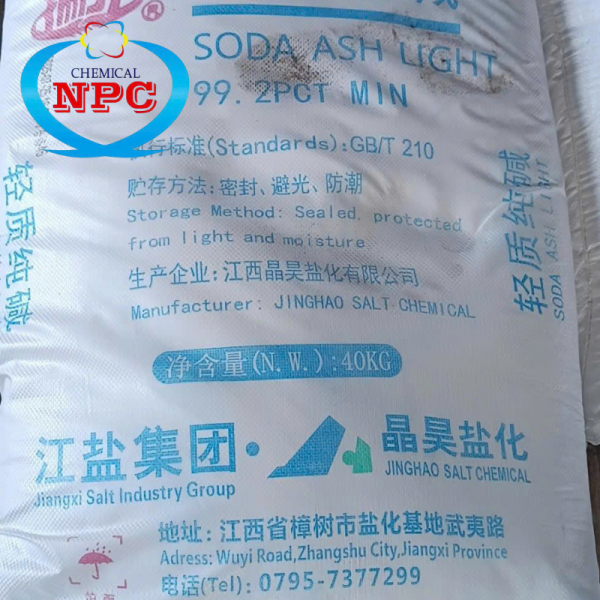 CHEMICAL
NPC
®
SODA ASH LIGHT
99.2PCT MIN
执行标准(Standards):GB/T 210
贮存方法:密封、避光、防潮
Storage Method: Sealed, protected
from light and moisture
生产企业:江西晶昊盐化有限公司
Manufacturer: JINGHAO SALT CHEMICAL
净含量(N.W.):40KG
江盐集团·
Jiangxi Salt Industry Group
晶昊盐化
JINGHAO SALT CHEMICAL
地址:江西省樟树市盐化基地武夷路
Adress: Wuyi Road,Zhangshu City,Jiangxi Province
电话(Tel): 0795-7377299
轻质纯碱
轻质纯碱
SODA ASH LIGHT